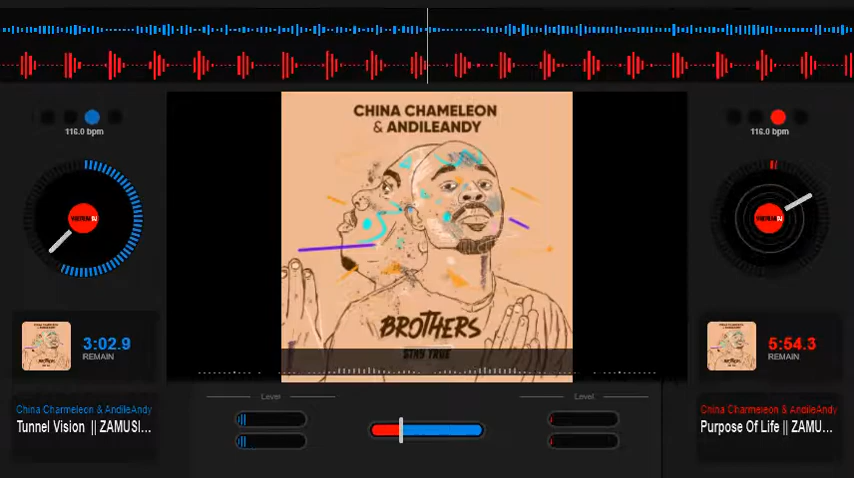 116.0 bpm
116.0 bpm
CHINA CHAMELEON
& ANDILEANDY
BROTHERS
STAY TRUE
3:02.9
REMAIN
5:54.3
REMAIN
China Charmeleon & AndileAndy
Tunnel Vision || ZAMUSI...
Level
Level
China Charmeleon & AndileAndy
Purpose Of Life || ZAMU...